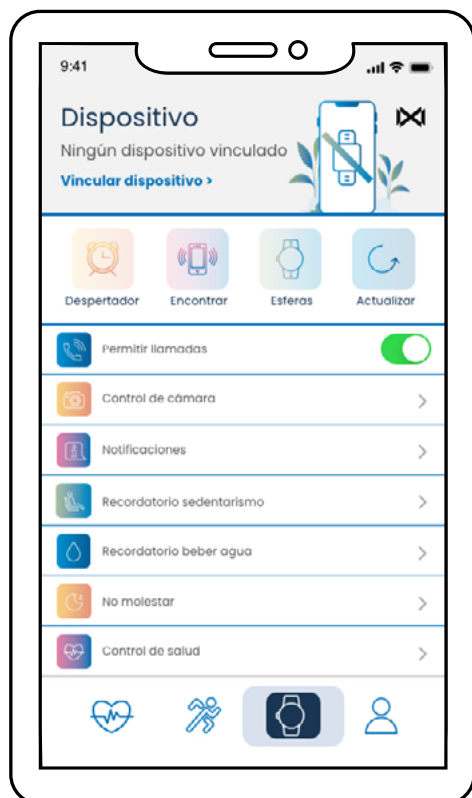 9:41
Dispositivo
Ningún dispositivo vinculado
Vincular dispositivo >
Despertador Encontrar Esferas Actualizar
Permitir llamadas
Control de cámara
Notificaciones
Recordatorio sedentarismo
Recordatorio beber agua
No molestar
Control de salud